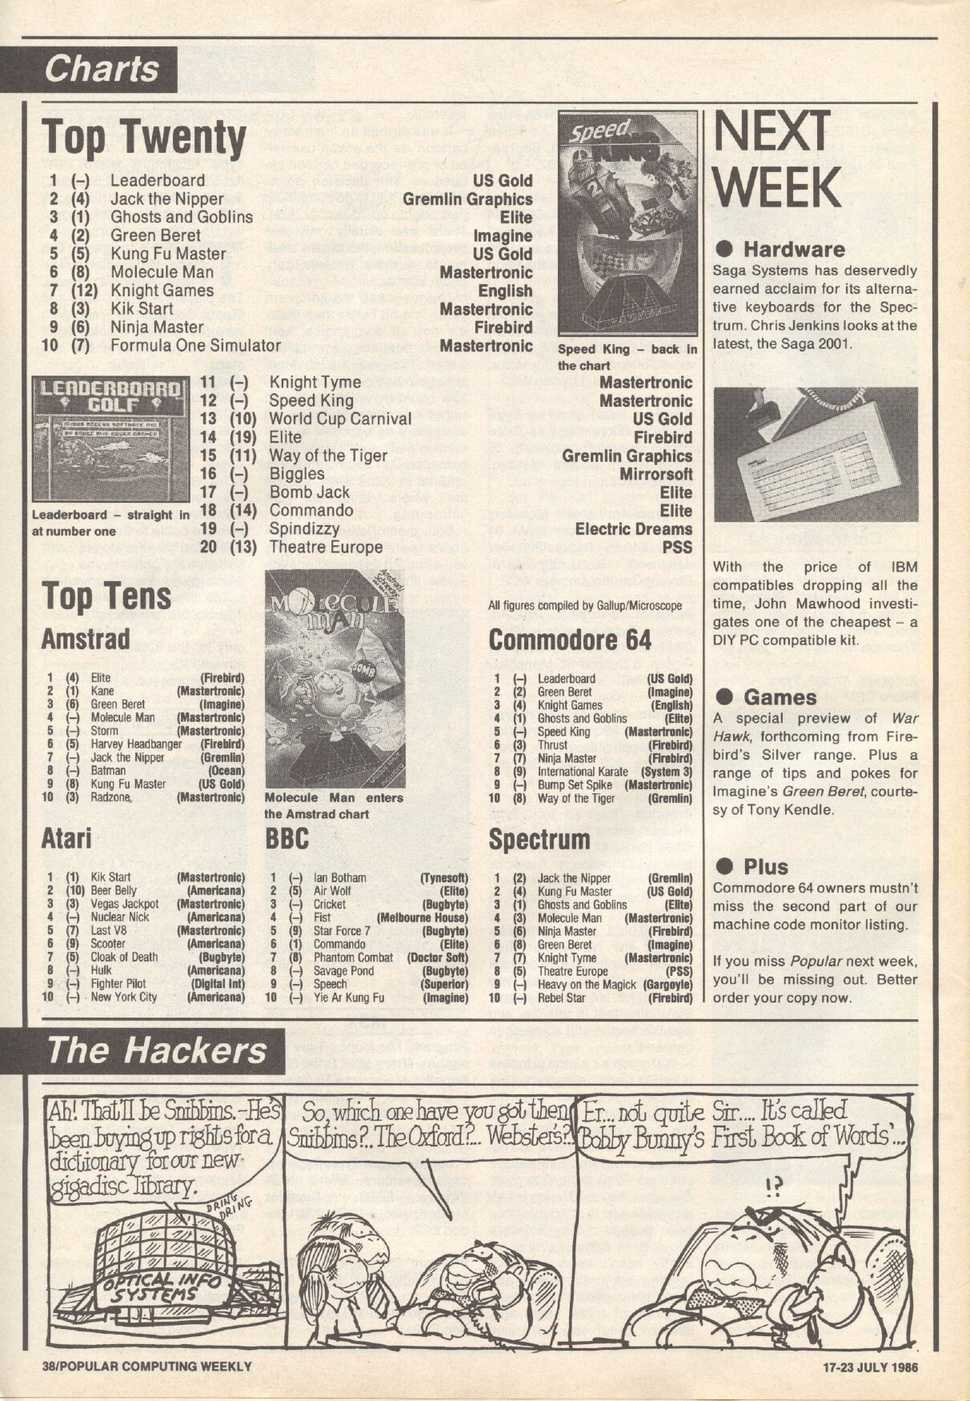 Charts
Top Twenty
1 (–) Leaderboard US Gold
2 (4) Jack the Nipper Gremlin Graphics
3 (1) Ghosts and Goblins Elite
4 (2) Green Beret Imagine
5 (5) Kung Fu Master US Gold
6 (8) Molecule Man Mastertronic
7 (12) Knight Games English
8 (3) Kik Start Mastertronic
9 (6) Ninja Master Firebird
10 (7) Formula One Simulator Mastertronic
Speed
KING
Speed King – back in
the chart
LEADERBOARD
GOLF
Leaderboard – straight in
at number one
11 (–) Knight Tyme Mastertronic
12 (–) Speed King Mastertronic
13 (10) World Cup Carnival US Gold
14 (19) Elite Firebird
15 (11) Way of the Tiger Gremlin Graphics
16 (–) Biggles Mirrorsoft
17 (–) Bomb Jack Elite
18 (14) Commando Elite
19 (–) Spindizzy Electric Dreams
20 (13) Theatre Europe PSS
All figures compiled by Gallup/Microscope
Top Tens
Amstrad
1 (4) Elite (Firebird)
2 (1) Kane (Mastertronic)
3 (6) Green Beret (Imagine)
4 (–) Molecule Man (Mastertronic)
5 (–) Storm (Mastertronic)
6 (5) Harvey Headbanger (Firebird)
7 (–) Jack the Nipper (Gremlin)
8 (–) Batman (Ocean)
9 (8) Kung Fu Master (US Gold)
10 (3) Radzone, (Mastertronic)
MOLECULE
MAN
BOMB
Molecule Man enters
the Amstrad chart
Commodore 64
1 (–) Leaderboard (US Gold)
2 (2) Green Beret (Imagine)
3 (4) Knight Games (English)
4 (1) Ghosts and Goblins (Elite)
5 (–) Speed King (Mastertronic)
6 (3) Thrust (Firebird)
7 (7) Ninja Master (Firebird)
8 (9) International Karate (System 3)
9 (–) Bump Set Spike (Mastertronic)
10 (8) Way of the Tiger (Gremlin)
Atari
1 (1) Kik Start (Mastertronic)
2 (10) Beer Belly (Americana)
3 (3) Vegas Jackpot (Mastertronic)
4 (–) Nuclear Nick (Americana)
5 (7) Last V8 (Mastertronic)
6 (9) Scooter (Americana)
7 (5) Cloak of Death (Bugbyte)
8 (–) Hulk (Americana)
9 (–) Fighter Pilot (Digital Int)
10 (–) New York City (Americana)
BBC
1 (–) Ian Botham (Tynesoft)
2 (5) Air Wolf (Elite)
3 (–) Cricket (Bugbyte)
4 (–) Fist (Melbourne House)
5 (9) Star Force 7 (Bugbyte)
6 (1) Commando (Elite)
7 (8) Phantom Combat (Doctor Soft)
8 (–) Savage Pond (Bugbyte)
9 (–) Speech (Superior)
10 (–) Yie Ar Kung Fu (Imagine)
Spectrum
1 (2) Jack the Nipper (Gremlin)
2 (4) Kung Fu Master (US Gold)
3 (1) Ghosts and Goblins (Elite)
4 (3) Molecule Man (Mastertronic)
5 (6) Ninja Master (Firebird)
6 (8) Green Beret (Imagine)
7 (7) Knight Tyme (Mastertronic)
8 (5) Theatre Europe (PSS)
9 (–) Heavy on the Magick (Gargoyle)
10 (–) Rebel Star (Firebird)
NEXT
WEEK
● Hardware
Saga Systems has deservedly
earned acclaim for its alterna-
tive keyboards for the Spec-
trum. Chris Jenkins looks at the
latest, the Saga 2001.
With the price of IBM
compatibles dropping all the
time, John Mawhood investi-
gates one of the cheapest – a
DIY PC compatible kit.
● Games
A special preview of War
Hawk, forthcoming from Fire-
bird's Silver range. Plus a
range of tips and pokes for
Imagine's Green Beret, courte-
sy of Tony Kendle.
● Plus
Commodore 64 owners mustn't
miss the second part of our
machine code monitor listing.
If you miss Popular next week,
you'll be missing out. Better
order your copy now.
The Hackers
Ah! That'll be Snibbins.–He's
been buying up rights for a
dictionary for our new
gigadisc library.
DRING
DRING
OPTICAL INFO
SYSTEMS
So, which one have you got then
Snibbins?.. The Oxford?... Webster's?..
Er... not quite Sir.... It's called
'Bobby Bunny's First Book of Words'...
!?
38/POPULAR COMPUTING WEEKLY
17-23 JULY 1986